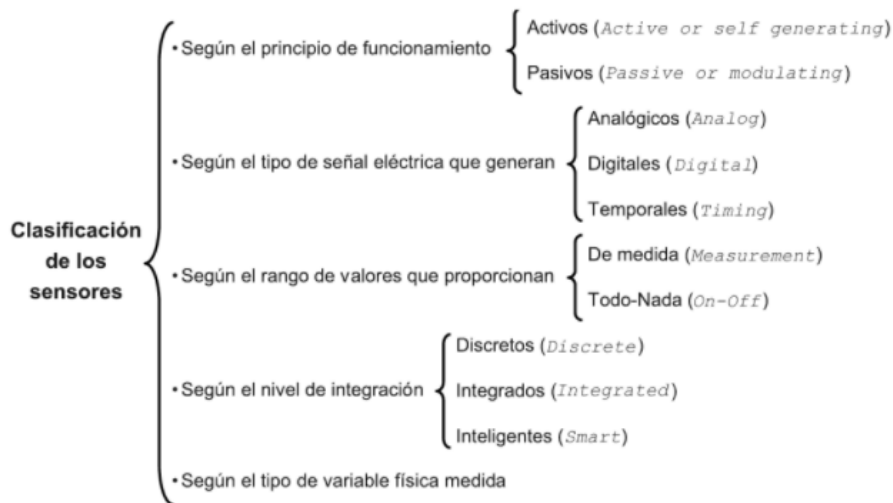 Clasificación
de los
sensores
• Según el principio de funcionamiento
Activos (Active or self generating)
Pasivos (Passive or modulating)
• Según el tipo de señal eléctrica que generan
Analógicos (Analog)
Digitales (Digital)
Temporales (Timing)
• Según el rango de valores que proporcionan
De medida (Measurement)
Todo-Nada (On-Off)
• Según el nivel de integración
Discretos (Discrete)
Integrados (Integrated)
Inteligentes (Smart)
• Según el tipo de variable física medida